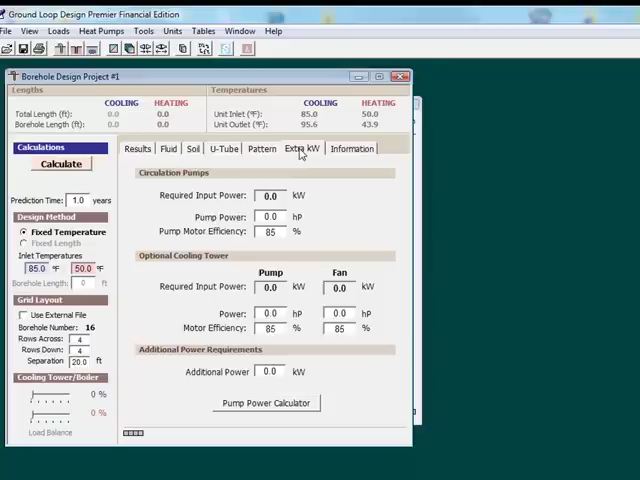 Ground Loop Design Premier Financial Edition
File View Loads Heat Pumps Tools Units Tables Window Help
Borehole Design Project #1
Lengths
COOLING HEATING
Total Length (ft): 0.0 0.0
Borehole Length (ft): 0.0 0.0
Temperatures
COOLING HEATING
Unit Inlet (°F): 85.0 50.0
Unit Outlet (°F): 95.6 43.9
Calculations
Calculate
Prediction Time: 1.0 years
Design Method
Fixed Temperature
Fixed Length
Inlet Temperatures
85.0 °F 50.0 °F
Borehole Length: 0 ft
Grid Layout
Use External File
Borehole Number: 16
Rows Across: 4
Rows Down: 4
Separation 20.0 ft
Cooling Tower/Boiler
0 %
0 %
Load Balance
Results Fluid Soil U-Tube Pattern Extra kW Information
Circulation Pumps
Required Input Power: 0.0 kW
Pump Power: 0.0 hP
Pump Motor Efficiency: 85 %
Optional Cooling Tower
Pump Fan
Required Input Power: 0.0 kW 0.0 kW
Power: 0.0 hP 0.0 hP
Motor Efficiency: 85 % 85 %
Additional Power Requirements
Additional Power 0.0 kW
Pump Power Calculator